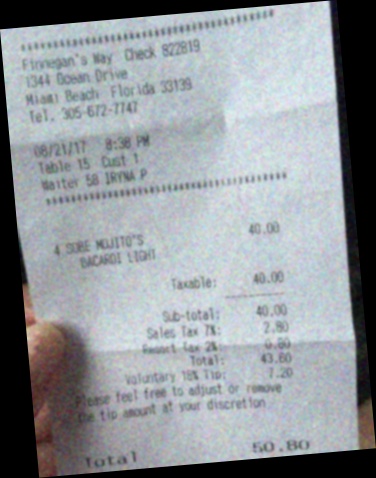 Finnegan's Way Check 822819
1344 Ocean Drive
Miami Beach Florida 33139
Tel. 305-672-7747
08/21/17 8:38 PM
Table 15 Cust 1
Waiter 58 IRYNA P
4 SOBE MOJITO'S 40.00
BACARDI LIGHT
Taxable: 40.00
Sub-total: 40.00
Sales Tax 7%: 2.80
Resort Tax 2%: 0.80
Total: 43.60
Voluntary 18% Tip: 7.20
Please feel free to adjust or remove
the tip amount at your discretion
Total 50.80